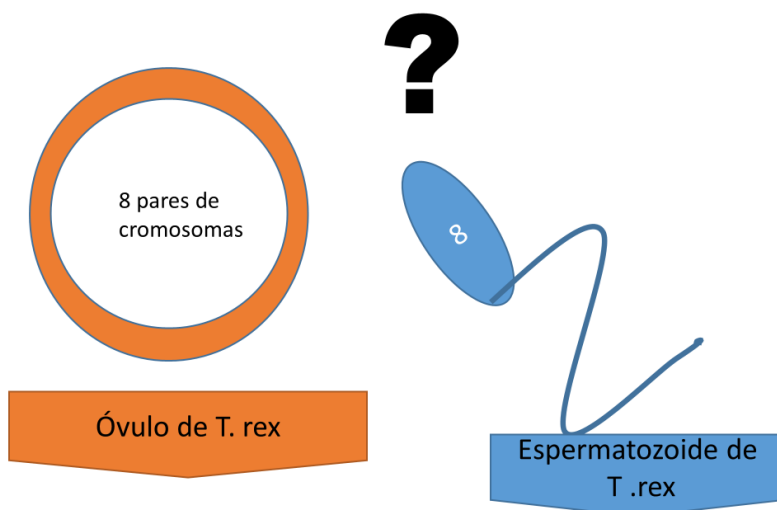 ?
8 pares de
cromosomas
8
Óvulo de T. rex
Espermatozoide de
T .rex